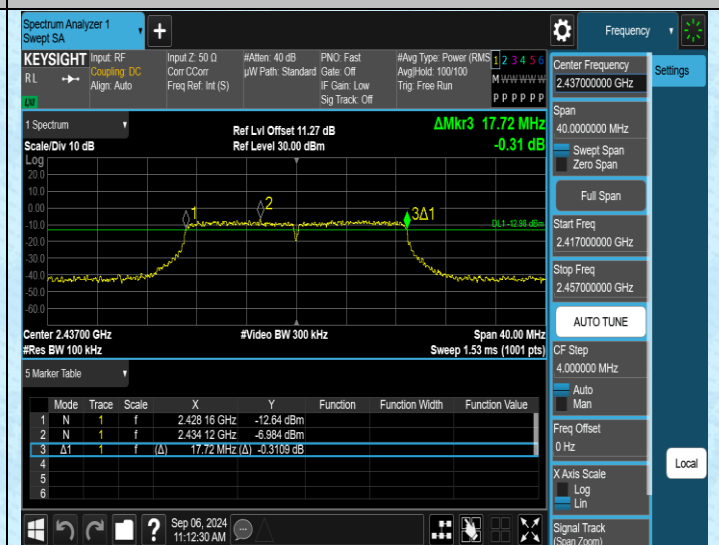 Spectrum Analyzer 1
Swept SA
Frequency
KEYSIGHT
RL
LXI
Input: RF
Coupling: DC
Align: Auto
Input Z: 50 Ω
Corr CCorr
Freq Ref: Int (S)
#Atten: 40 dB
µW Path: Standard
PNO: Fast
Gate: Off
IF Gain: Low
Sig Track: Off
#Avg Type: Power (RMS
Avg|Hold: 100/100
Trig: Free Run
1 2 3 4 5 6
M W W W W W
P P P P P P
Settings
1 Spectrum
Scale/Div 10 dB
Log
Ref Lvl Offset 11.27 dB
Ref Level 30.00 dBm
ΔMkr3 17.72 MHz
-0.31 dB
20.0
10.0
0.00
-10.0
-20.0
-30.0
-40.0
-50.0
-60.0
1
2
3Δ1
DL1 -12.98 dBm
Center 2.43700 GHz
#Video BW 300 kHz
Span 40.00 MHz
#Res BW 100 kHz
Sweep 1.53 ms (1001 pts)
5 Marker Table
Mode Trace Scale X Y Function Function Width Function Value
1 N 1 f 2.428 16 GHz -12.64 dBm
2 N 1 f 2.434 12 GHz -6.984 dBm
3 Δ1 1 f (Δ) 17.72 MHz (Δ) -0.3109 dB
4
5
6
Sep 06, 2024
11:12:30 AM
Center Frequency
2.437000000 GHz
Span
40.0000000 MHz
Swept Span
Zero Span
Full Span
Start Freq
2.417000000 GHz
Stop Freq
2.457000000 GHz
AUTO TUNE
CF Step
4.000000 MHz
Auto
Man
Freq Offset
0 Hz
X Axis Scale
Log
Lin
Signal Track
(Span Zoom)
Local